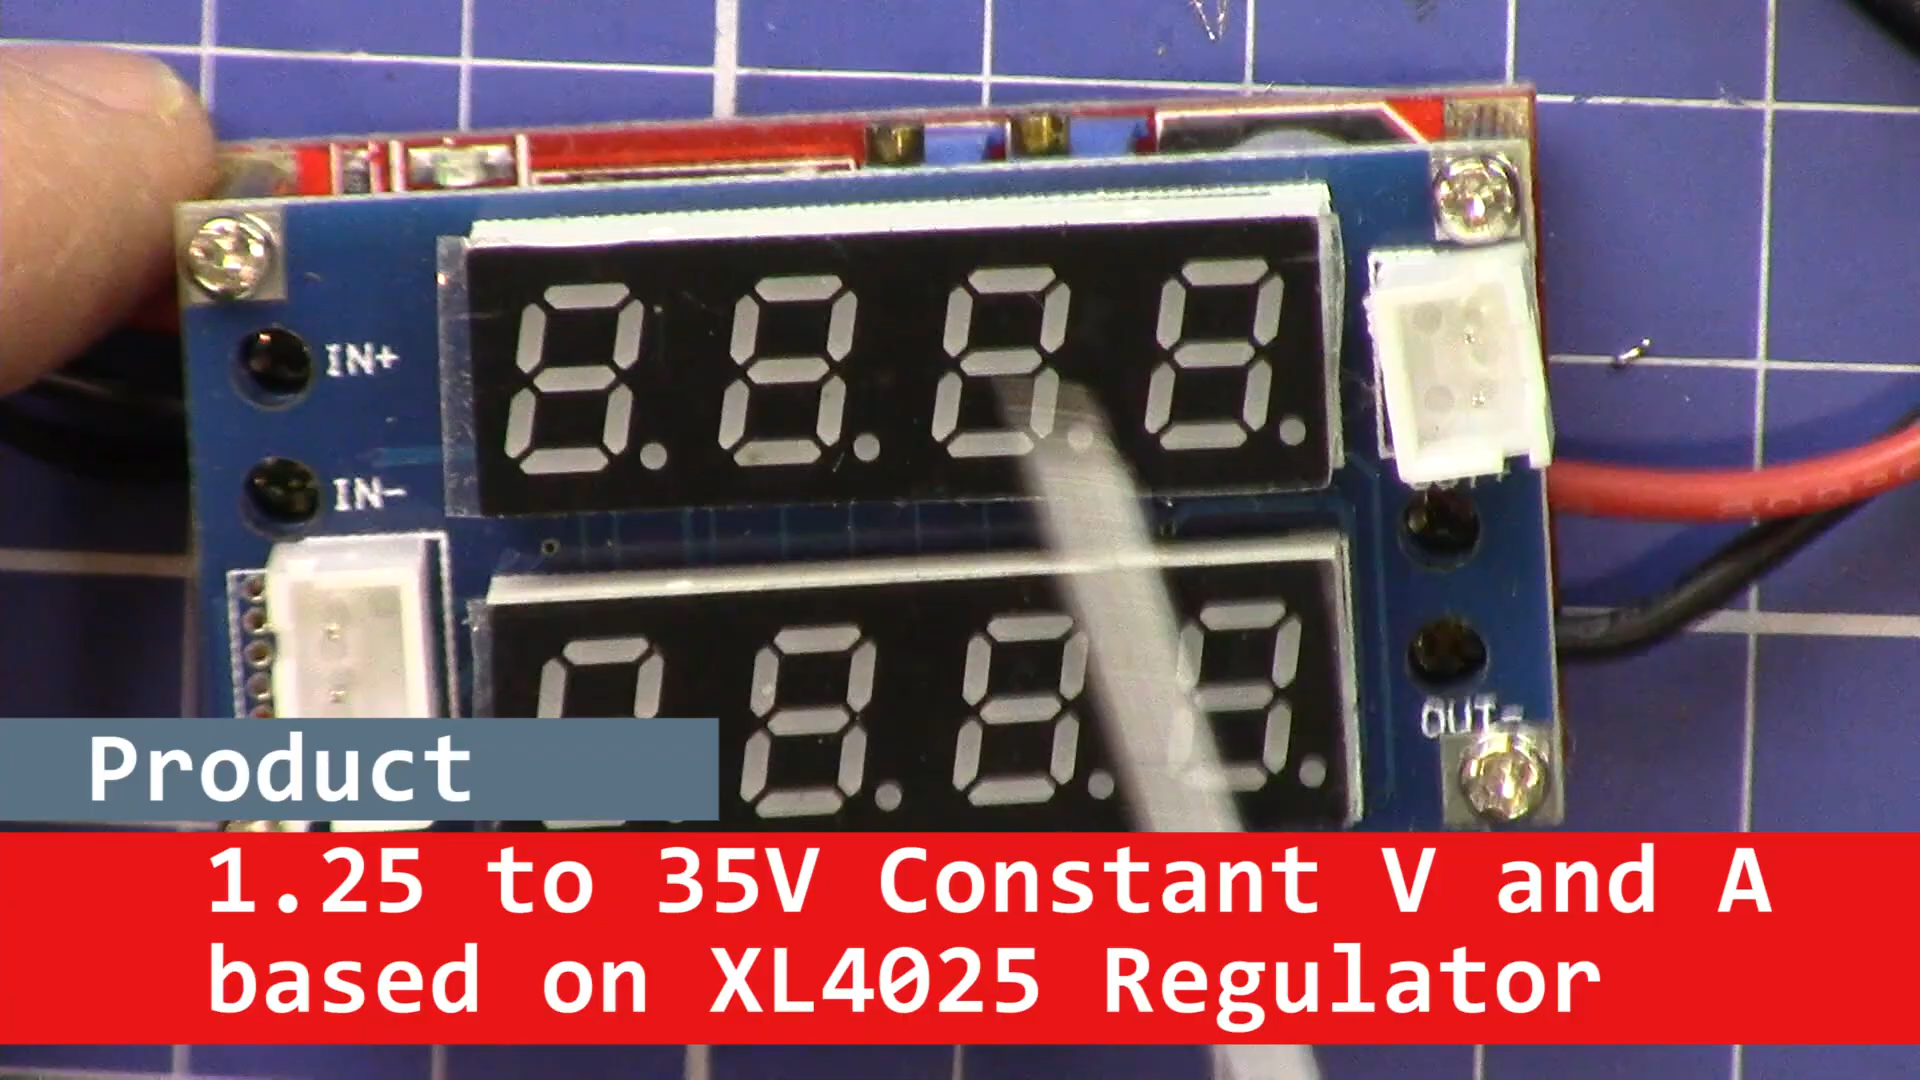 IN+
IN-
OUT-
Product
1.25 to 35V Constant V and A
based on XL4025 Regulator